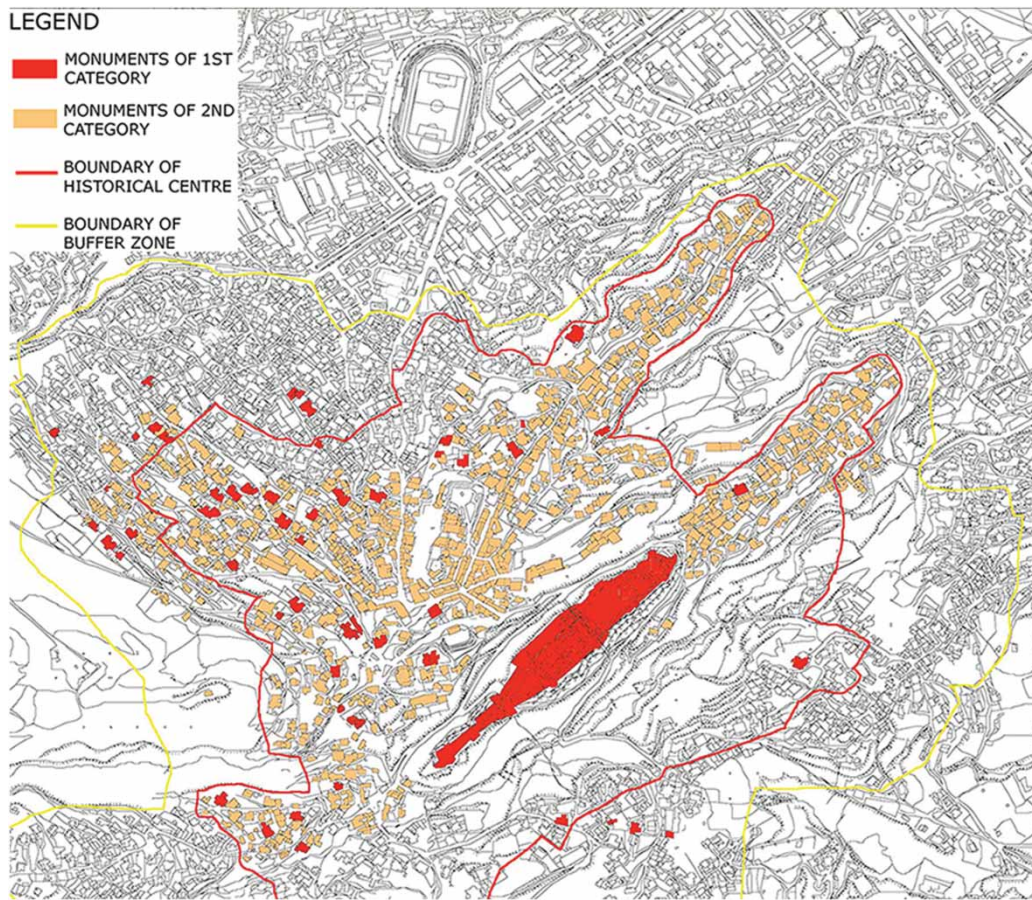 LEGEND
MONUMENTS OF 1ST
CATEGORY
MONUMENTS OF 2ND
CATEGORY
BOUNDARY OF
HISTORICAL CENTRE
BOUNDARY OF
BUFFER ZONE